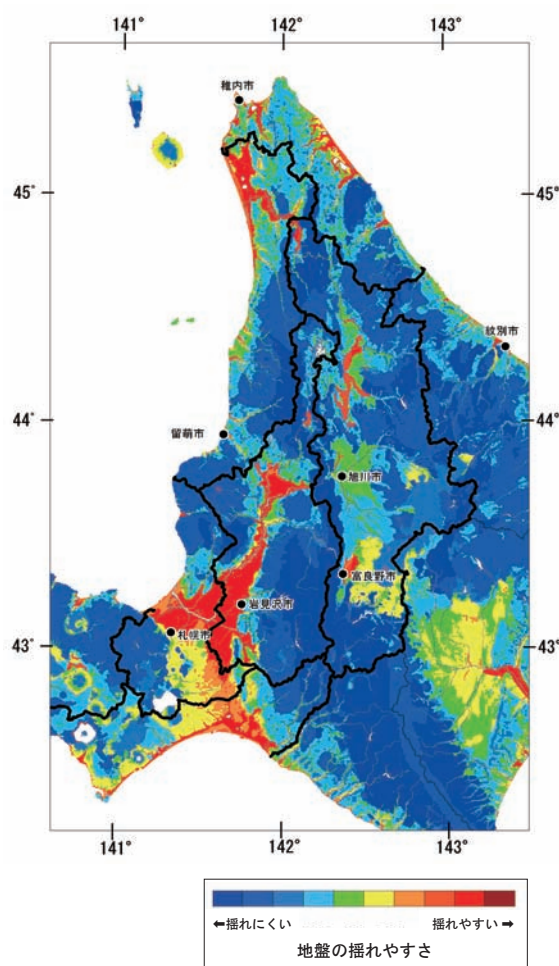 141° 142° 143°
稚内市
45° 45°
紋別市
44° 44°
留萌市
旭川市
富良野市
岩見沢市
札幌市
43° 43°
141° 142° 143°
←揺れにくい 揺れやすい→
地盤の揺れやすさ